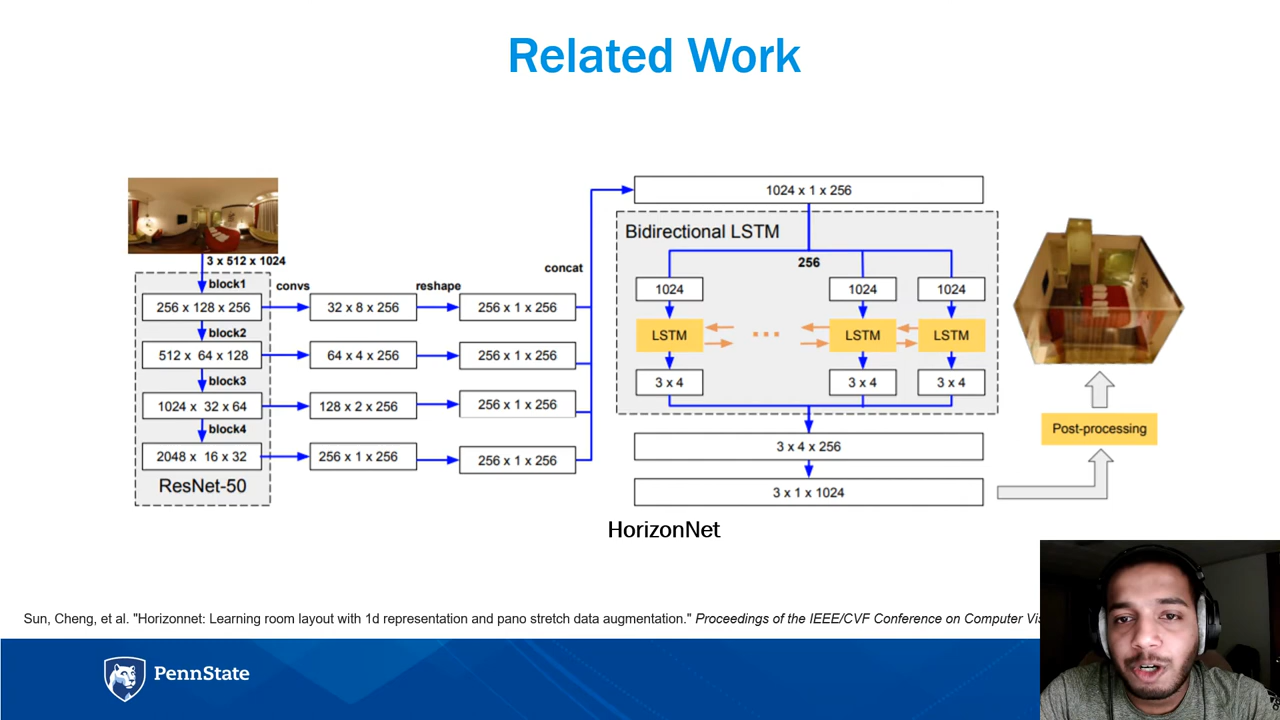 Related Work
3 x 512 x 1024
block1
256 x 128 x 256
block2
512 x 64 x 128
block3
1024 x 32 x 64
block4
2048 x 16 x 32
ResNet-50
convs
32 x 8 x 256
64 x 4 x 256
128 x 2 x 256
256 x 1 x 256
reshape
256 x 1 x 256
256 x 1 x 256
256 x 1 x 256
256 x 1 x 256
concat
1024 x 1 x 256
Bidirectional LSTM
256
1024
1024
1024
LSTM
...
LSTM
LSTM
3 x 4
3 x 4
3 x 4
3 x 4 x 256
3 x 1 x 1024
Post-processing
HorizonNet
Sun, Cheng, et al. "Horizonnet: Learning room layout with 1d representation and pano stretch data augmentation." Proceedings of the IEEE/CVF Conference on Computer Vis
PennState